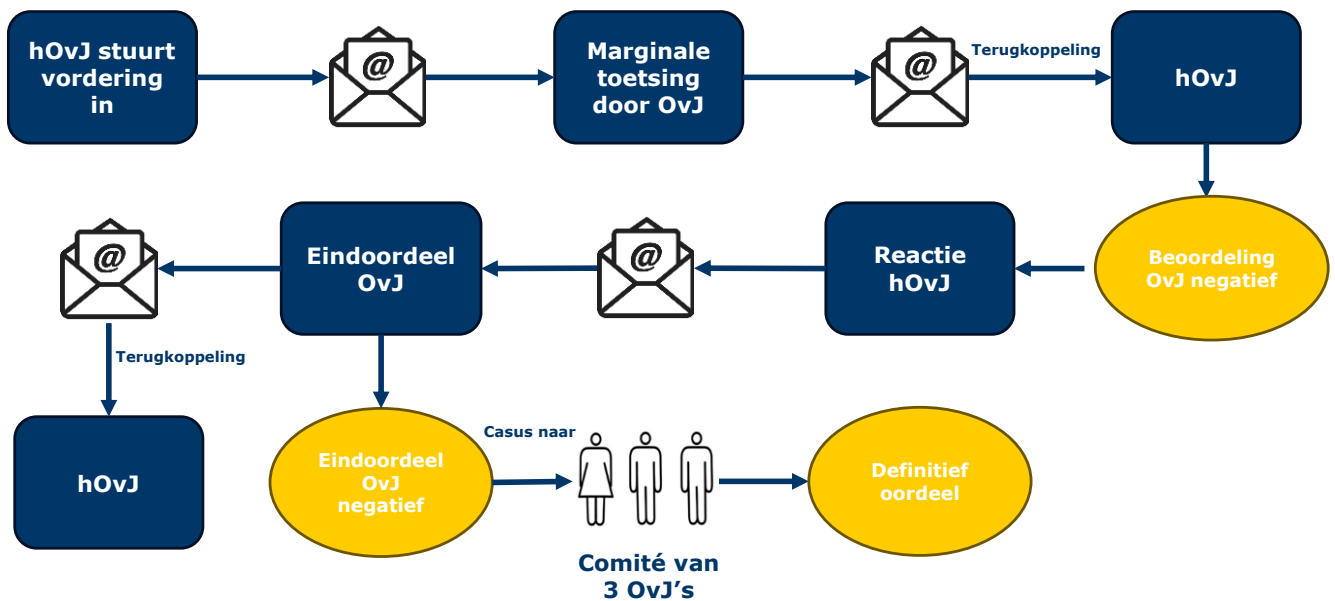 hOvJ stuurt
vordering
in
@
Marginale
toetsing
door OvJ
@
Terugkoppeling
hOvJ
@
Eindoordeel
OvJ
@
Reactie
hOvJ
Beoordeling
OvJ negatief
Terugkoppeling
hOvJ
Eindoordeel
OvJ
negatief
Casus naar
Comité van
3 OvJ’s
Definitief
oordeel